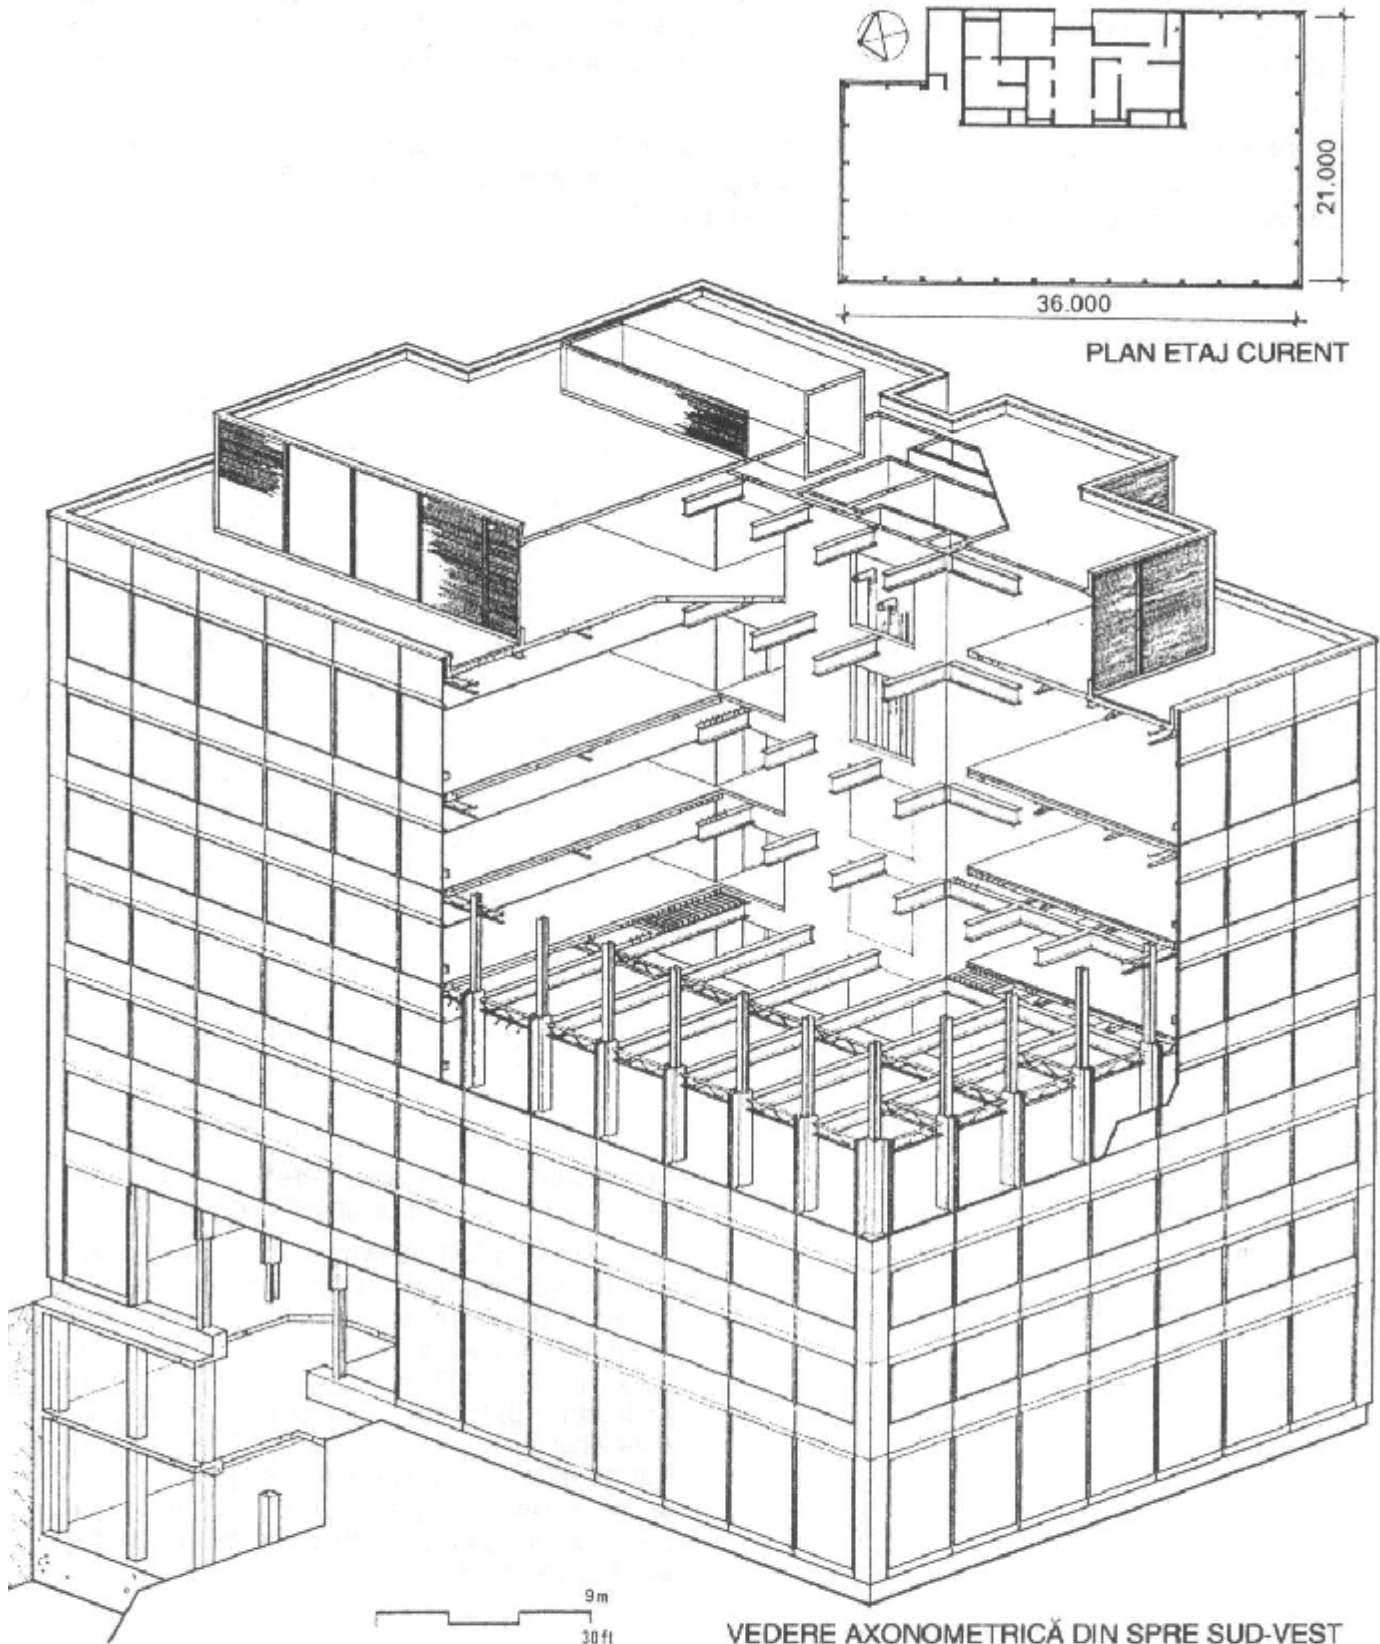 21.000
36.000
PLAN ETAJ CURENT
9m
30ft
VEDERE AXONOMETRICĂ DIN SPRE SUD-VEST